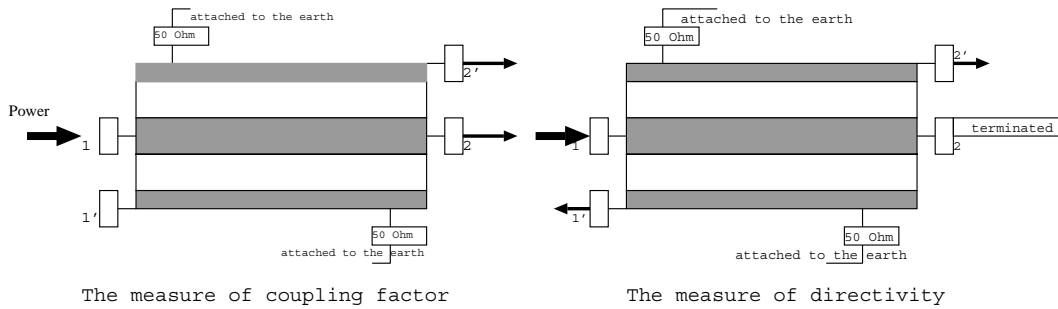 attached to the earth
50 Ohm
2'
Power
1
2
1'
50 Ohm
attached to the earth
The measure of coupling factor
attached to the earth
50 Ohm
2'
terminated
1
2
1'
50 Ohm
attached to the earth
The measure of directivity